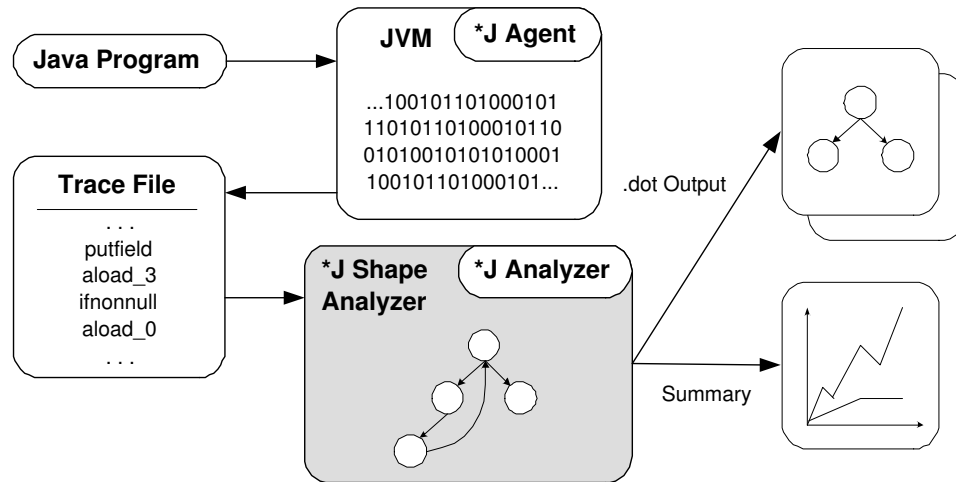 Java Program
JVM
*J Agent
...100101101000101
11010110100010110
01010010101010001
100101101000101...
Trace File
. . .
putfield
aload_3
ifnonnull
aload_0
. . .
*J Shape
Analyzer
*J Analyzer
.dot Output
Summary